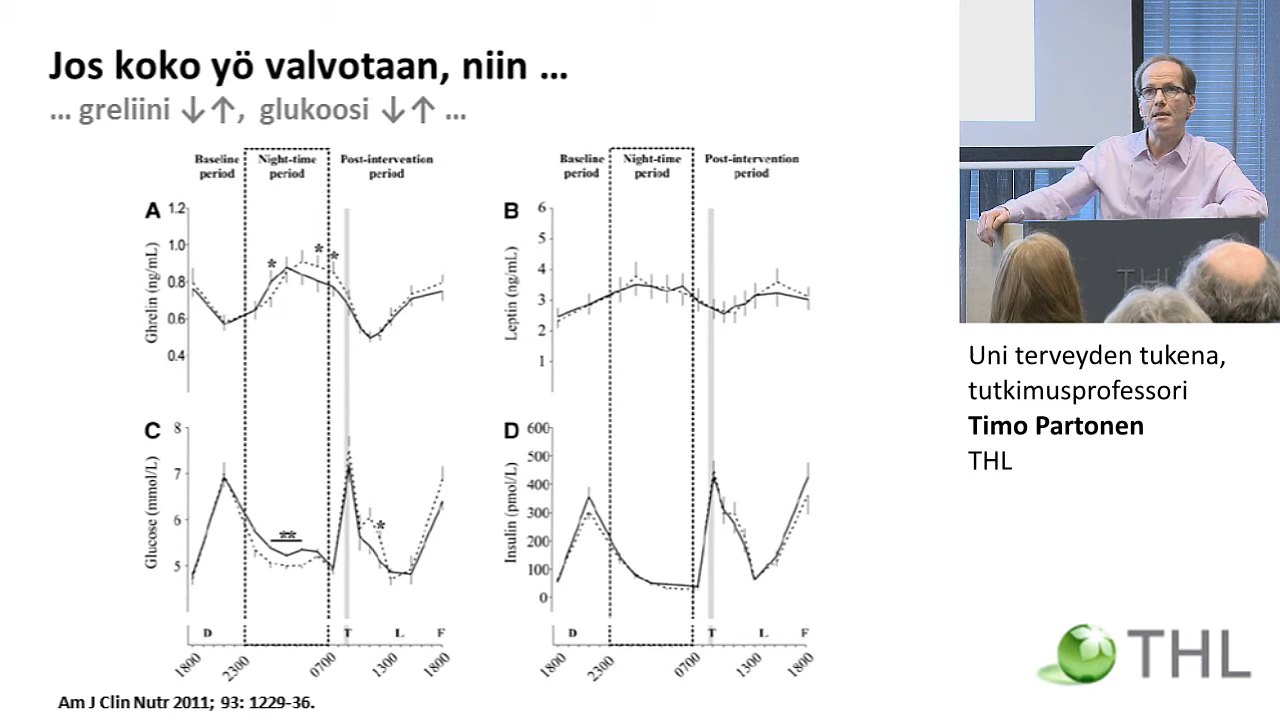 Jos koko yö valvotaan, niin ...
... greliini ↓↑, glukoosi ↓↑ ...
Baseline period
Night-time period
Post-intervention period
Baseline period
Night-time period
Post-intervention period
A
Ghrelin (ng/mL)
1.2
1.0
0.8
0.6
0.4
*
*
*
B
Leptin (ng/mL)
6
5
4
3
2
1
C
Glucose (mmol/L)
8
7
6
5
**
*
D
Insulin (pmol/L)
600
500
400
300
200
100
0
D T L F
D T L F
1800 2300 0700 1300 1800
1800 2300 0700 1300 1800
Am J Clin Nutr 2011; 93: 1229-36.
THL
Uni terveyden tukena,
tutkimusprofessori
Timo Partonen
THL
THL